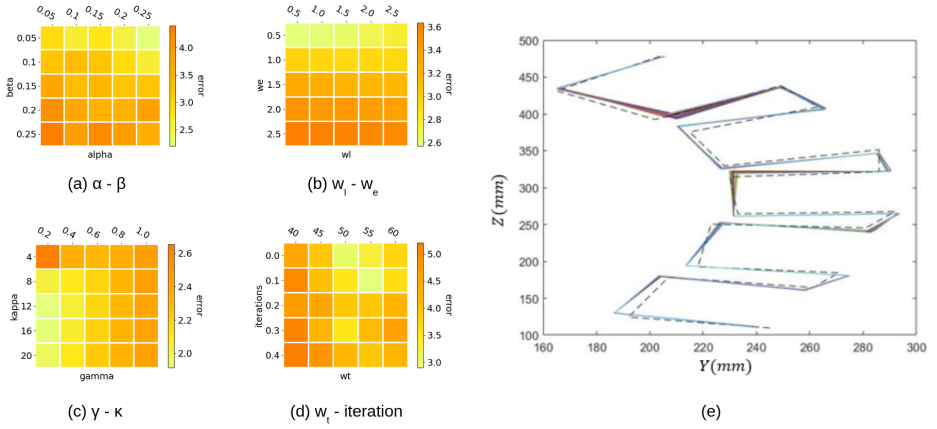 0.05 0.1 0.15 0.2 0.25
0.05
0.1
0.15
0.2
0.25
beta
alpha
4.0
3.0
error
(a) α - β
0.5 1.0 1.5 2.0 2.5
0.5
1.0
1.5
2.0
2.5
we
wl
3.6
3.4
3.2
3.0
2.8
2.6
error
(b) wl - we
0.2 0.4 0.6 0.8 1.0
4
8
12
16
20
kappa
gamma
2.6
2.4
2.2
2.0
error
(c) γ - κ
40 45 50 55 60
0.0
0.1
0.2
0.3
0.4
iterations
wt
5.0
4.5
4.0
3.5
3.0
error
(d) wt - iteration
500
450
400
350
300
250
200
150
100
Z(mm)
160 180 200 220 240 260 280 300
Y(mm)
(e)